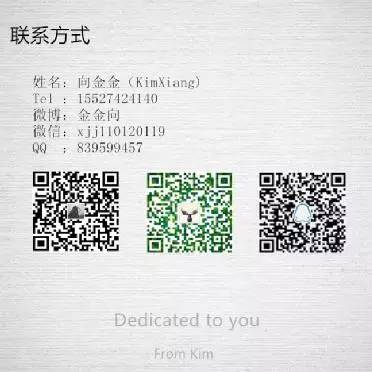 联系方式
姓名：向金金（KimXiang)
Tel ：15527424140
微博：金金向
微信：xjj110120119
QQ ：839599457
Dedicated to you
From Kim